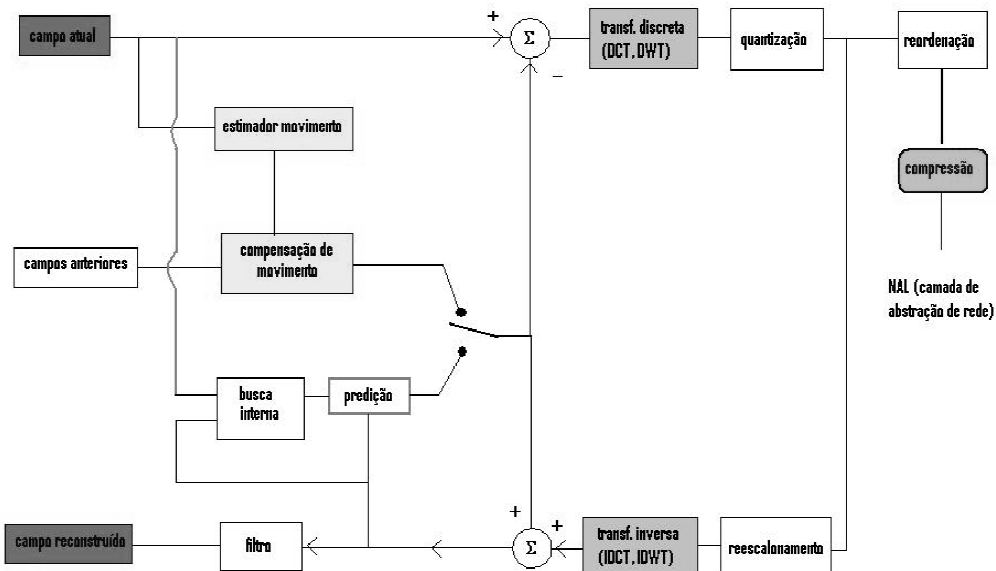 campo atual
+
Σ
−
transf. discreta
(DCT, DWT)
quantização
reordenação
estimador movimento
compressão
compensação de
movimento
campos anteriores
NAL (camada de
abstração de rede)
busca
interna
predição
campo reconstruído
filtro
+
Σ
+
transf. inversa
(IDCT, IDWT)
reescalonamento